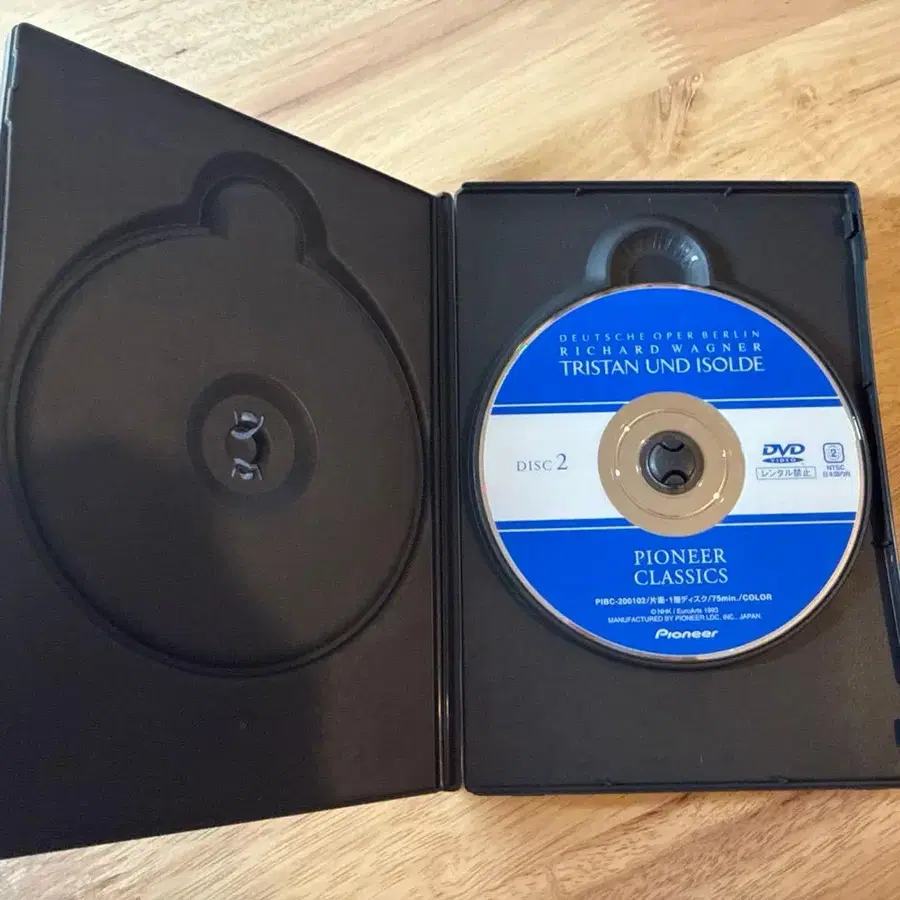 DEUTSCHE OPER BERLIN
RICHARD WAGNER
TRISTAN UND ISOLDE
DISC 2
DVD
VIDEO
レンタル禁止
2
NTSC
日本国内向
PIONEER
CLASSICS
PIBC-200102/片面・1層ディスク/75min./COLOR
©NHK / EuroArts 1993
MANUFACTURED BY PIONEER LDC, INC., JAPAN.
Pioneer